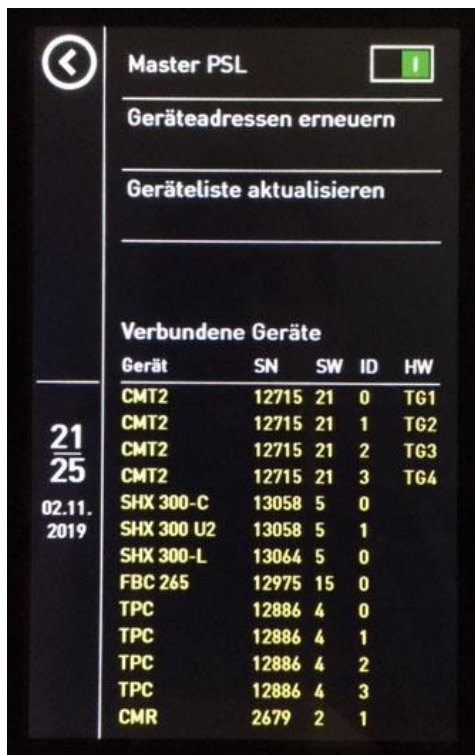 Master PSL
Geräteadressen erneuern
Geräteliste aktualisieren
Verbundene Geräte
Gerät SN SW ID HW
CMT2 12715 21 0 TG1
CMT2 12715 21 1 TG2
CMT2 12715 21 2 TG3
CMT2 12715 21 3 TG4
SHX 300-C 13058 5 0
SHX 300 U2 13058 5 1
SHX 300-L 13064 5 0
FBC 265 12975 15 0
TPC 12886 4 0
TPC 12886 4 1
TPC 12886 4 2
TPC 12886 4 3
CMR 2679 2 1
21
25
02.11.
2019